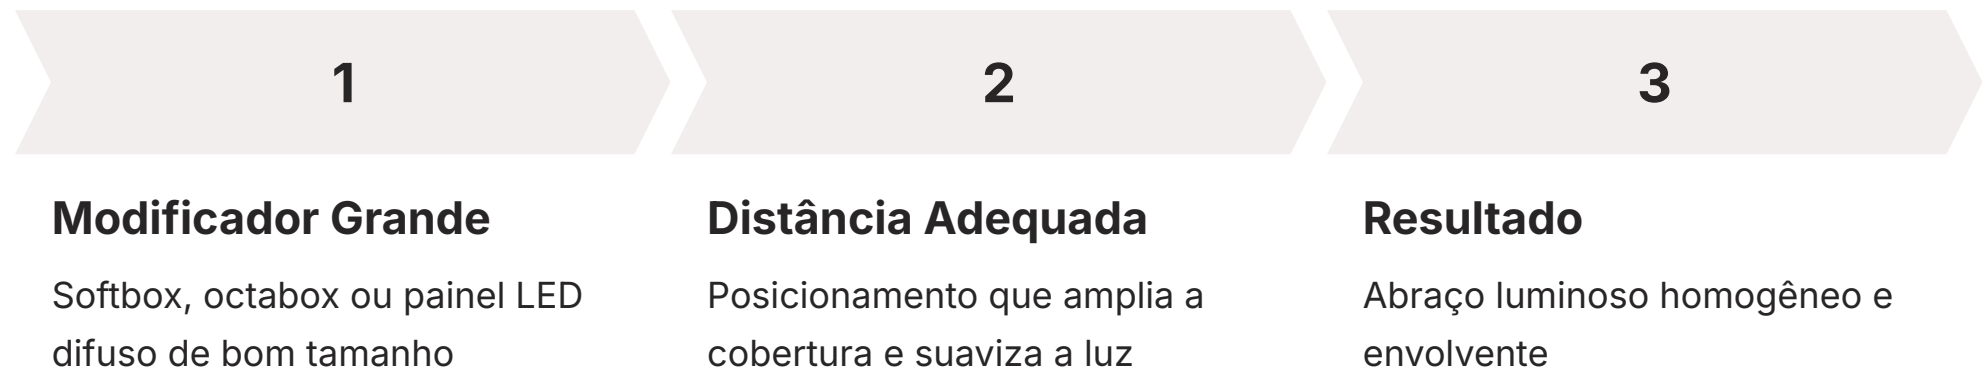 1
Modificador Grande
Softbox, octabox ou painel LED
difuso de bom tamanho
2
Distância Adequada
Posicionamento que amplia a
cobertura e suaviza a luz
3
Resultado
Abraço luminoso homogêneo e
envolvente